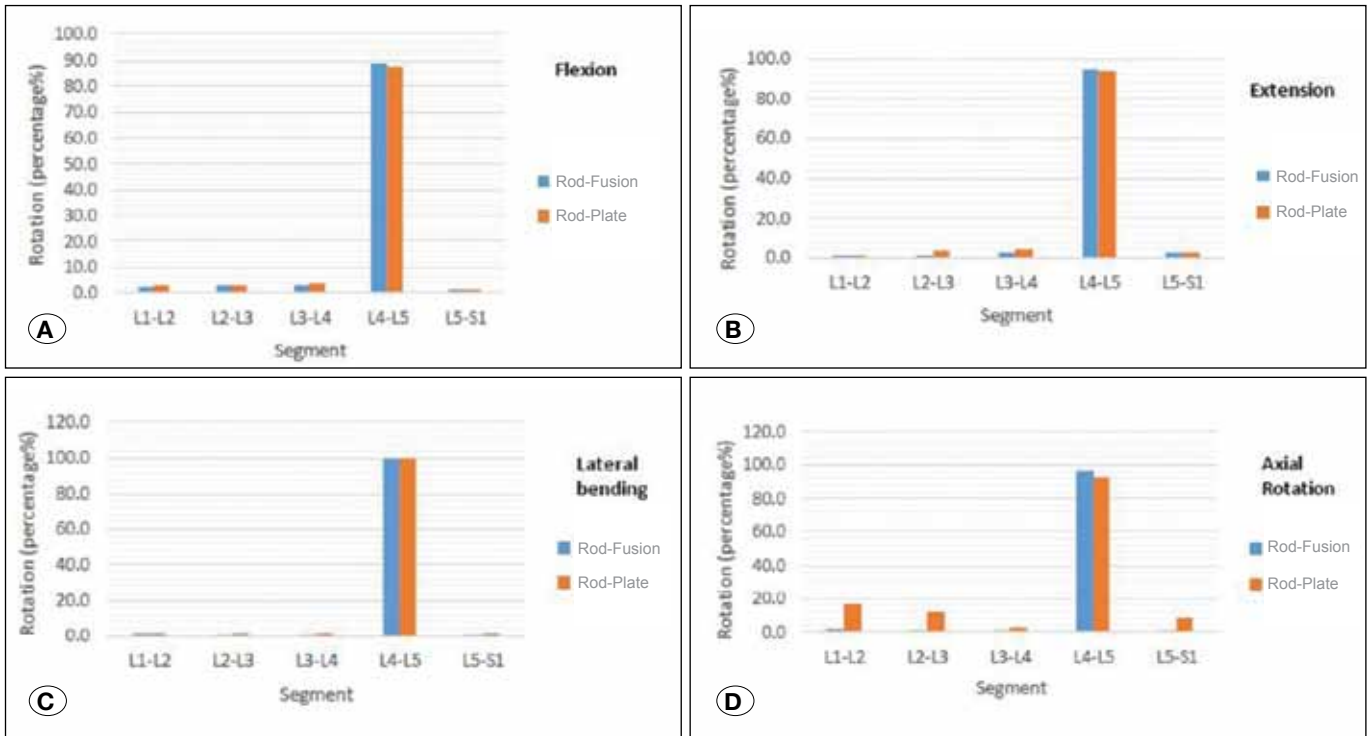 100.0
90.0
80.0
70.0
60.0
50.0
40.0
30.0
20.0
10.0
0.0
Rotation (percentage%)
L1-L2 L2-L3 L3-L4 L4-L5 L5-S1
Segment
Flexion
Rod-Fusion
Rod-Plate
A
100.0
80.0
60.0
40.0
20.0
0.0
Rotation (percentage%)
L1-L2 L2-L3 L3-L4 L4-L5 L5-S1
Segment
Extension
Rod-Fusion
Rod-Plate
B
120.0
100.0
80.0
60.0
40.0
20.0
0.0
Rotation (percentage%)
L1-L2 L2-L3 L3-L4 L4-L5 L5-S1
Segment
Lateral
bending
Rod-Fusion
Rod-Plate
C
120.0
100.0
80.0
60.0
40.0
20.0
0.0
Rotation (percentage%)
L1-L2 L2-L3 L3-L4 L4-L5 L5-S1
Segment
Axial
Rotation
Rod-Fusion
Rod-Plate
D